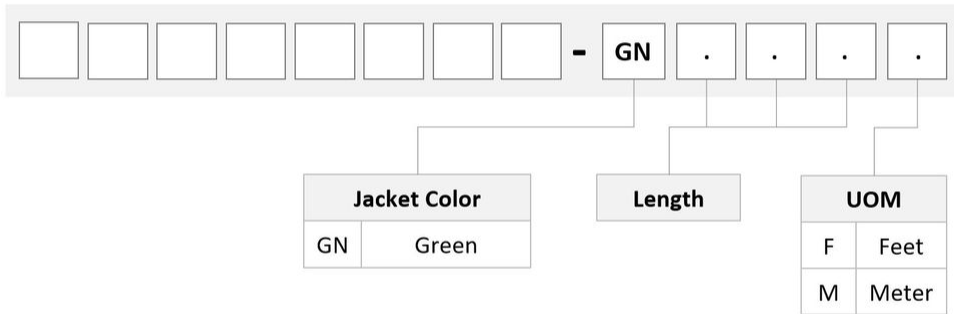 - GN . . . .
Jacket Color Length UOM
GN Green F Feet
M Meter